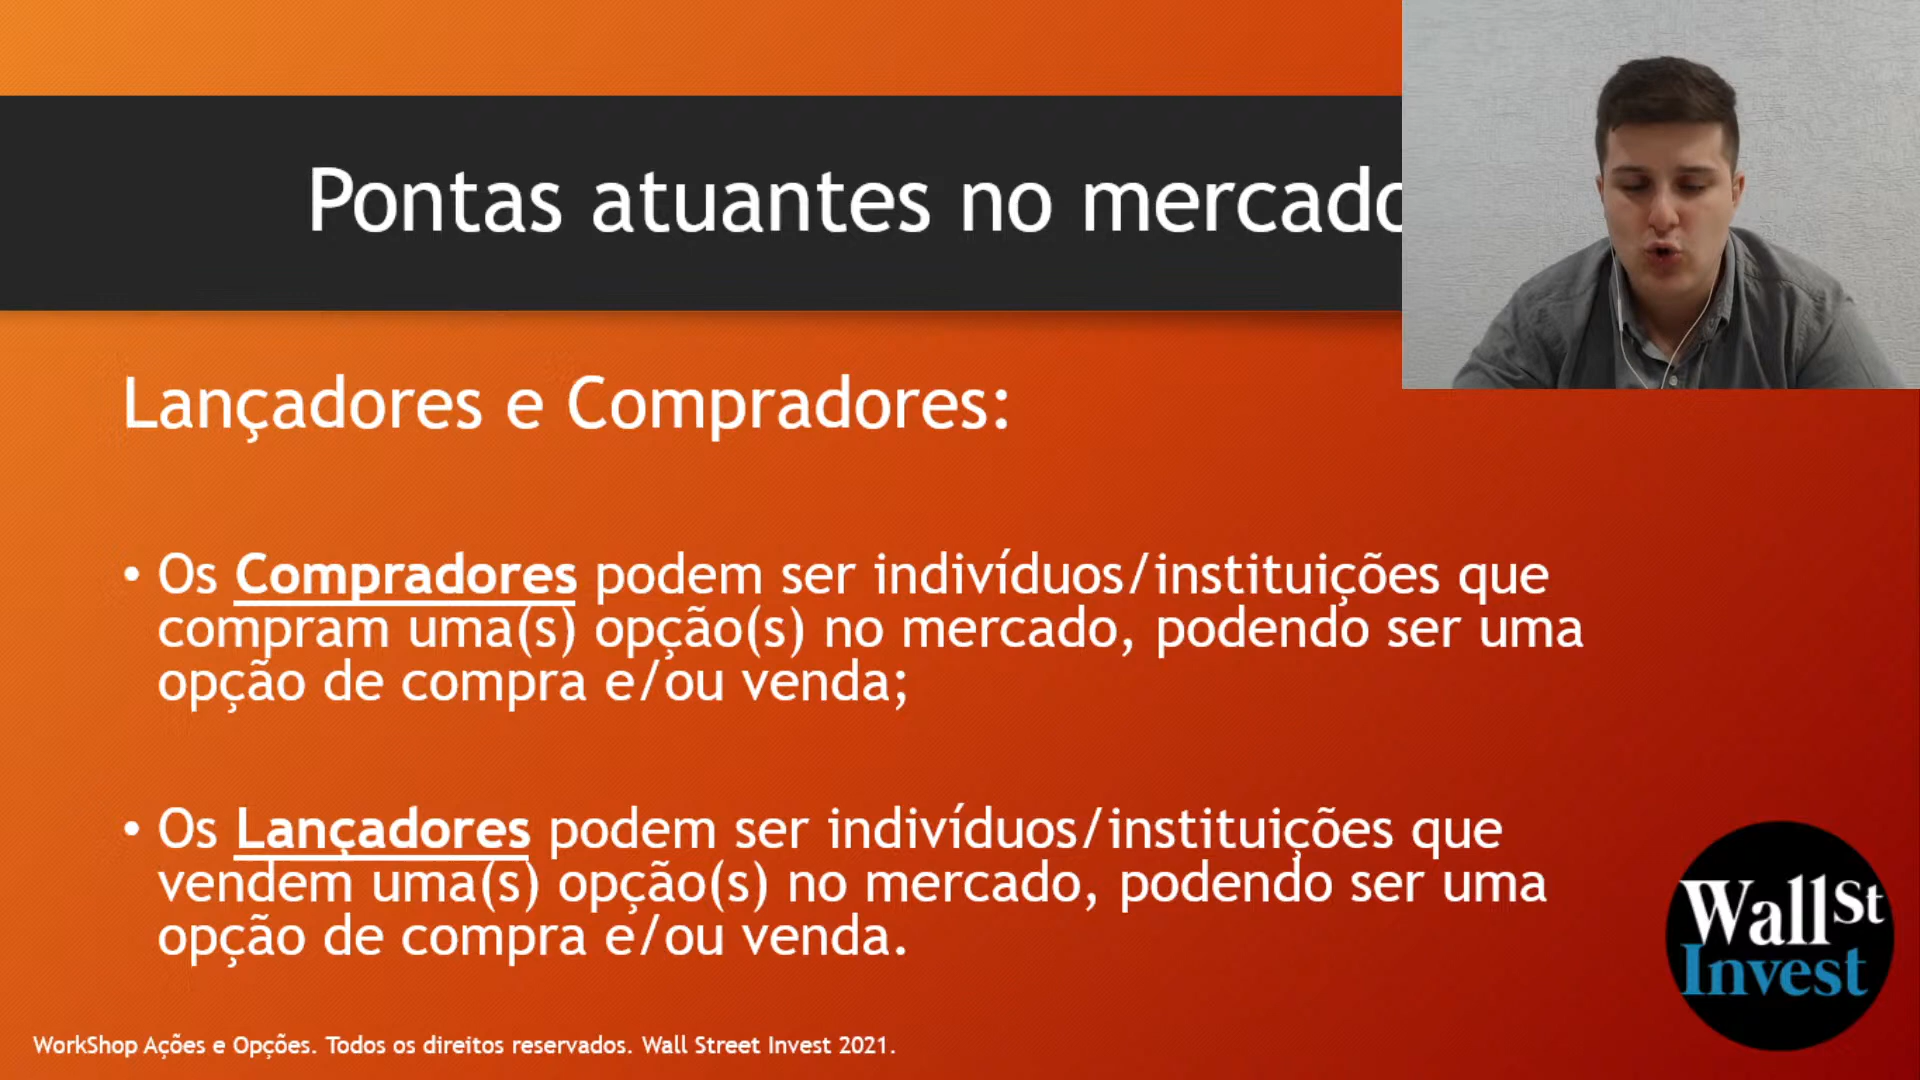 Pontas atuantes no mercado
Lançadores e Compradores:
• Os Compradores podem ser indivíduos/instituições que
compram uma(s) opção(s) no mercado, podendo ser uma
opção de compra e/ou venda;
• Os Lançadores podem ser indivíduos/instituições que
vendem uma(s) opção(s) no mercado, podendo ser uma
opção de compra e/ou venda.
WallSt
Invest
WorkShop Ações e Opções. Todos os direitos reservados. Wall Street Invest 2021.